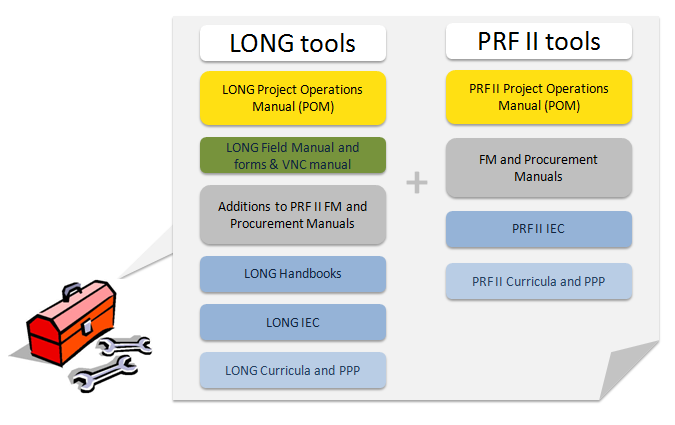 LONG tools
LONG Project Operations
Manual (POM)
LONG Field Manual and
forms & VNC manual
Additions to PRF II FM and
Procurement Manuals
LONG Handbooks
LONG IEC
LONG Curricula and PPP
+
PRF II tools
PRF II Project Operations
Manual (POM)
FM and Procurement
Manuals
PRF II IEC
PRF II Curricula and PPP